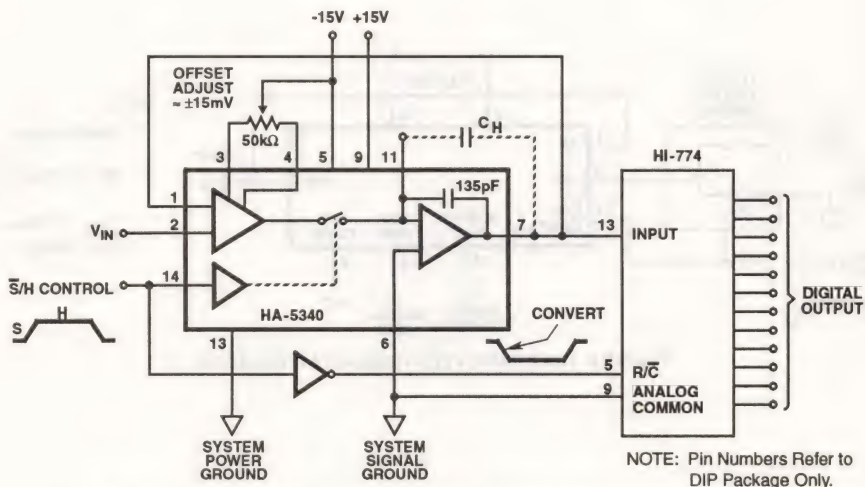 -15V +15V
OFFSET
ADJUST
≈ ±15mV
50kΩ
C H
3 4 5 9 11
HI-774
135pF
1
2
V IN
7
13
INPUT
14
S̅/H CONTROL
DIGITAL
OUTPUT
S H
HA-5340
CONVERT
13
6
5 R/C̅
9 ANALOG
COMMON
SYSTEM
POWER
GROUND
SYSTEM
SIGNAL
GROUND
NOTE: Pin Numbers Refer to
DIP Package Only.